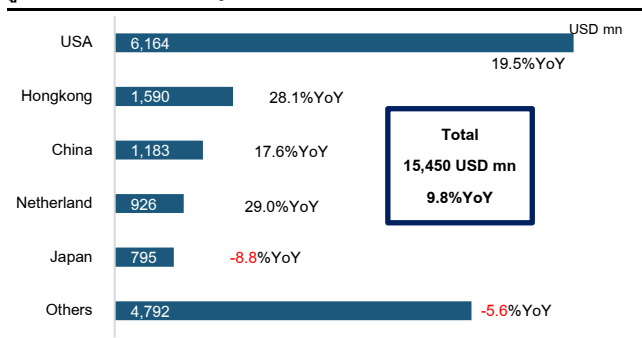 USD mn
USA 6,164
19.5%YoY
Hongkong 1,590 28.1%YoY
China 1,183 17.6%YoY
Netherland 926 29.0%YoY
Japan 795 -8.8%YoY
Others 4,792 -5.6%YoY
Total
15,450 USD mn
9.8%YoY